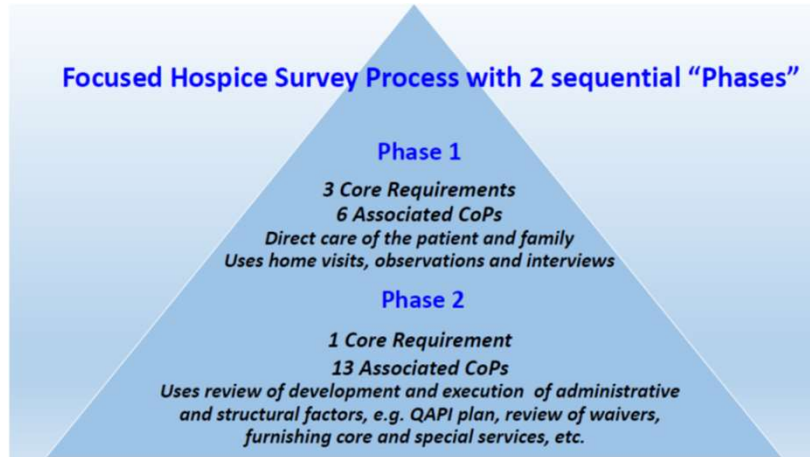 Focused Hospice Survey Process with 2 sequential “Phases”
Phase 1
3 Core Requirements
6 Associated CoPs
Direct care of the patient and family
Uses home visits, observations and interviews
Phase 2
1 Core Requirement
13 Associated CoPs
Uses review of development and execution of administrative
and structural factors, e.g. QAPI plan, review of waivers,
furnishing core and special services, etc.